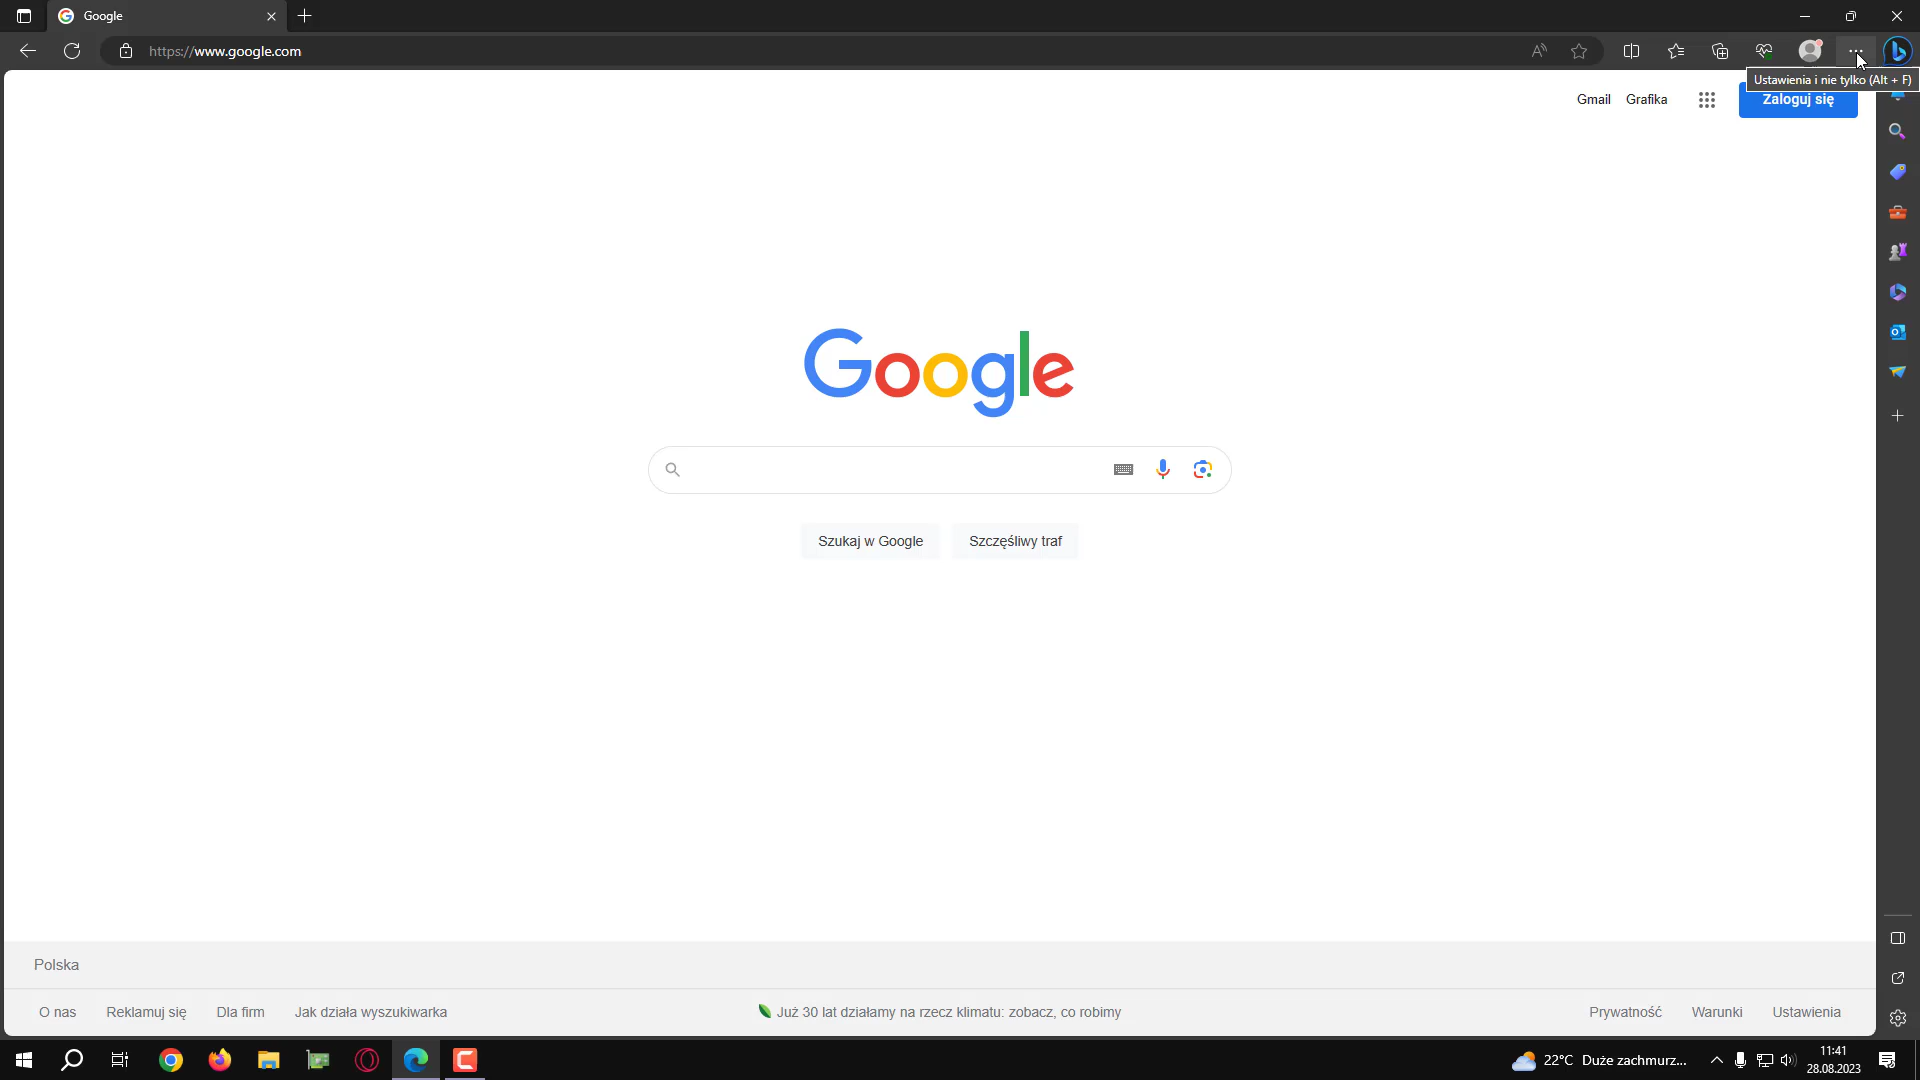 Google
https://www.google.com
Ustawienia i nie tylko (Alt + F)
Gmail Grafika Zaloguj się
Google
Szukaj w Google Szczęśliwy traf
Polska
O nas Reklamuj się Dla firm Jak działa wyszukiwarka Już 30 lat działamy na rzecz klimatu: zobacz, co robimy Prywatność Warunki Ustawienia
22°C Duże zachmurz... 11:41
28.08.2023